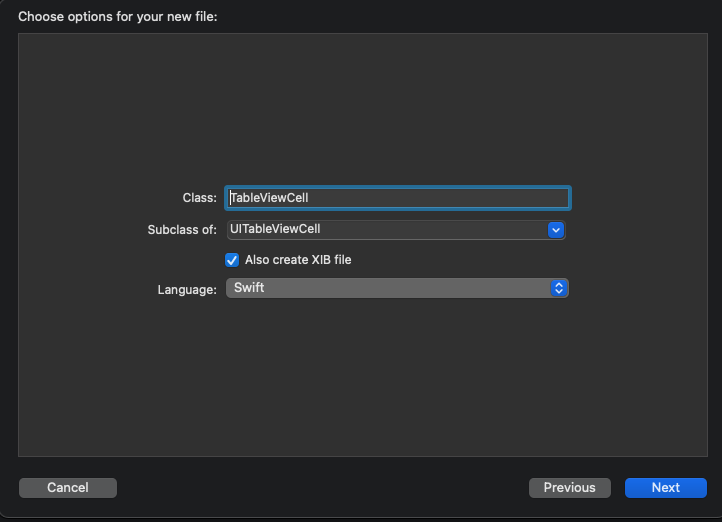 Choose options for your new file:
Class: TableViewCell
Subclass of: UITableViewCell
Also create XIB file
Language: Swift
Cancel Previous Next